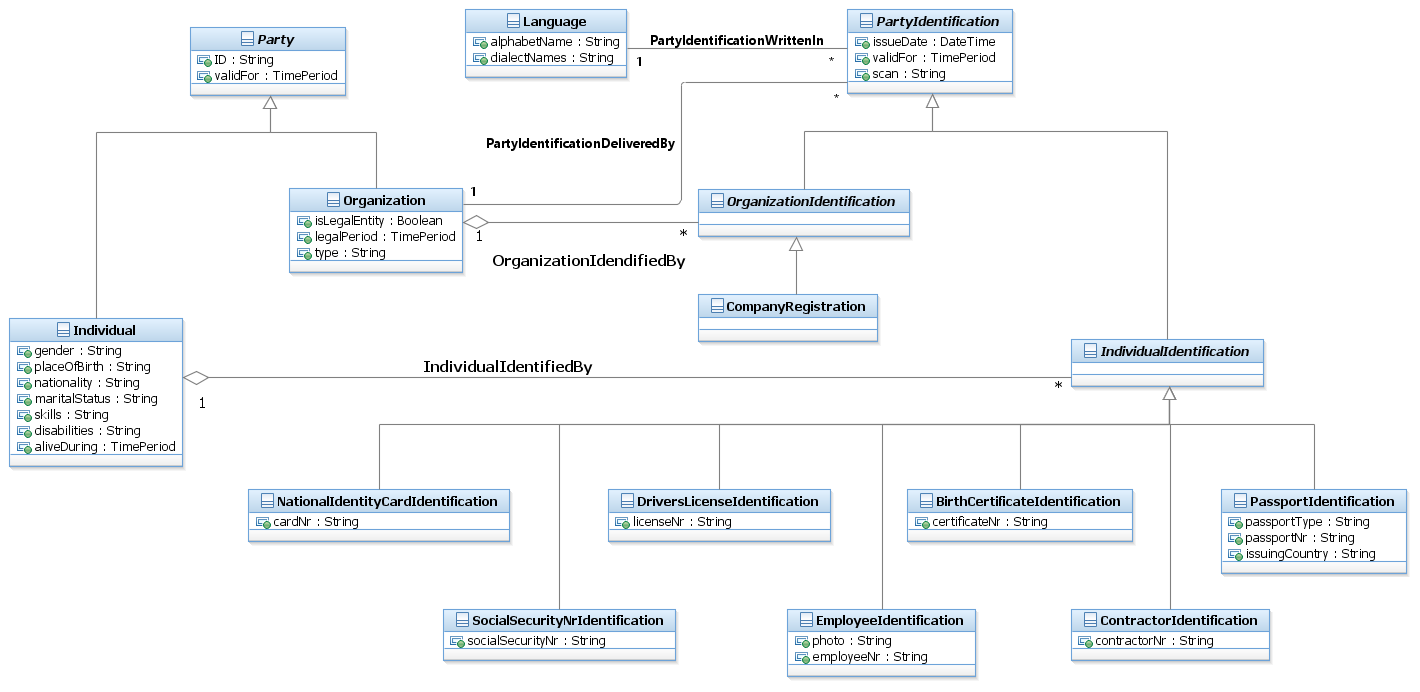 Party
ID : String
validFor : TimePeriod
Language
alphabetName : String
dialectNames : String
PartyIdentificationWrittenIn
1
*
PartyIdentification
issueDate : DateTime
validFor : TimePeriod
scan : String
*
PartyIdentificationDeliveredBy
1
Organization
isLegalEntity : Boolean
legalPeriod : TimePeriod
type : String
1
*
OrganizationIdendifiedBy
OrganizationIdentification
CompanyRegistration
Individual
gender : String
placeOfBirth : String
nationality : String
maritalStatus : String
skills : String
disabilities : String
aliveDuring : TimePeriod
IndividualIdentifiedBy
1
*
IndividualIdentification
NationalIdentityCardIdentification
cardNr : String
DriversLicenseIdentification
licenseNr : String
BirthCertificateIdentification
certificateNr : String
PassportIdentification
passportType : String
passportNr : String
issuingCountry : String
SocialSecurityNrIdentification
socialSecurityNr : String
EmployeeIdentification
photo : String
employeeNr : String
ContractorIdentification
contractorNr : String